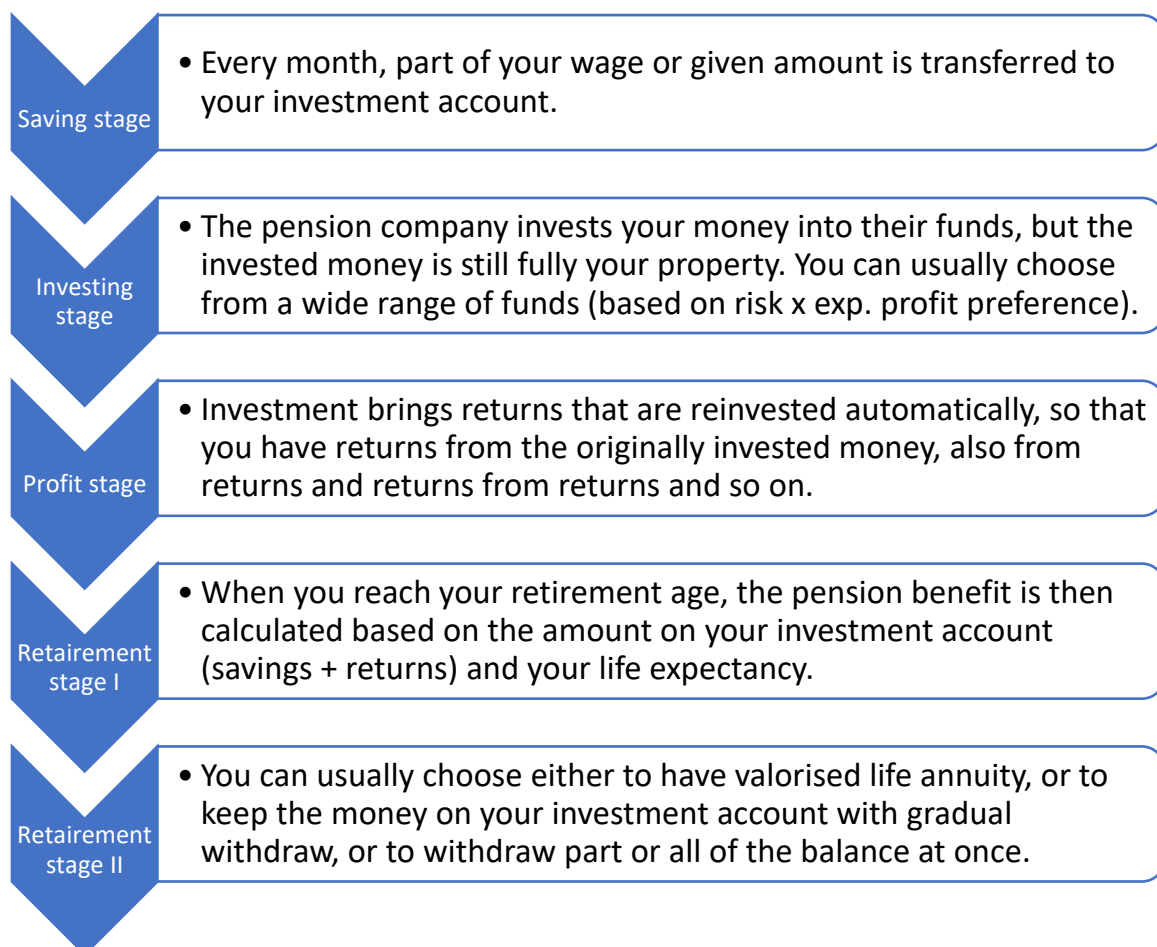 Saving stage
• Every month, part of your wage or given amount is transferred to
your investment account.
Investing
stage
• The pension company invests your money into their funds, but the
invested money is still fully your property. You can usually choose
from a wide range of funds (based on risk x exp. profit preference).
Profit stage
• Investment brings returns that are reinvested automatically, so that
you have returns from the originally invested money, also from
returns and returns from returns and so on.
Retairement
stage I
• When you reach your retirement age, the pension benefit is then
calculated based on the amount on your investment account
(savings + returns) and your life expectancy.
Retairement
stage II
• You can usually choose either to have valorised life annuity, or to
keep the money on your investment account with gradual
withdraw, or to withdraw part or all of the balance at once.